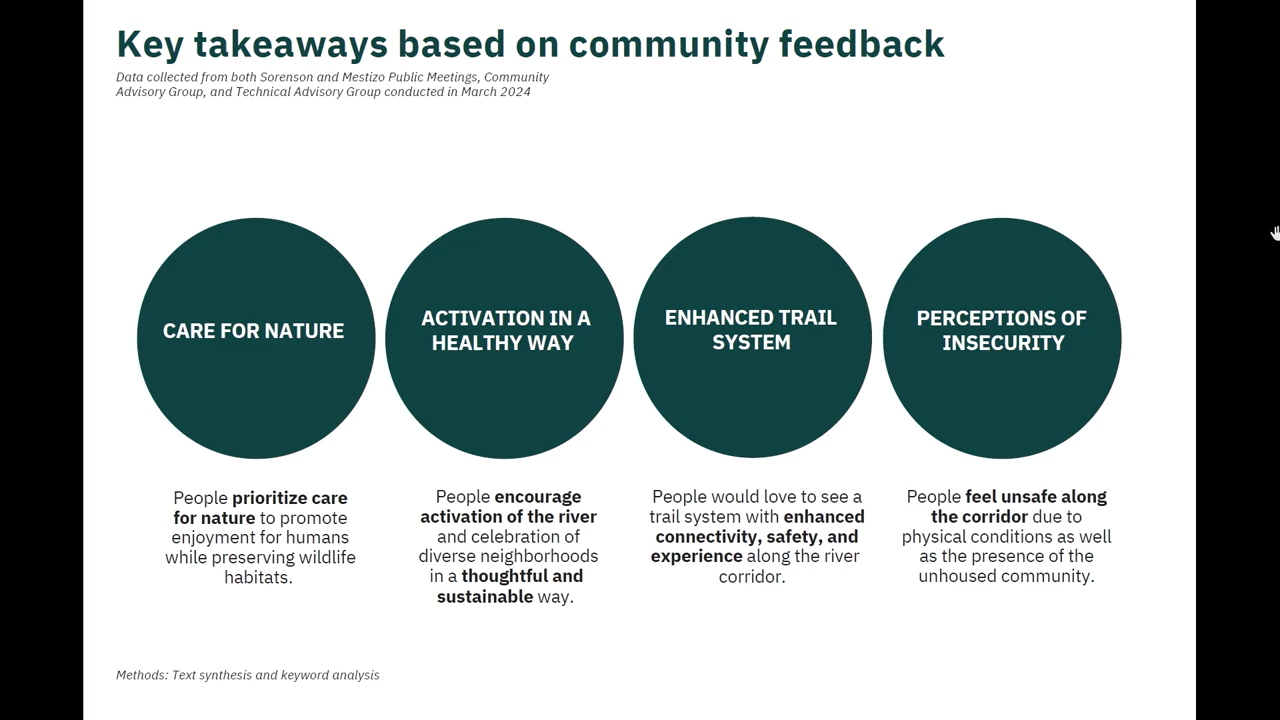 Key takeaways based on community feedback
Data collected from both Sorenson and Mestizo Public Meetings, Community
Advisory Group, and Technical Advisory Group conducted in March 2024
CARE FOR NATURE
ACTIVATION IN A
HEALTHY WAY
ENHANCED TRAIL
SYSTEM
PERCEPTIONS OF
INSECURITY
People prioritize care
for nature to promote
enjoyment for humans
while preserving wildlife
habitats.
People encourage
activation of the river
and celebration of
diverse neighborhoods
in a thoughtful and
sustainable way.
People would love to see a
trail system with enhanced
connectivity, safety, and
experience along the river
corridor.
People feel unsafe along
the corridor due to
physical conditions as well
as the presence of the
unhoused community.
Methods: Text synthesis and keyword analysis